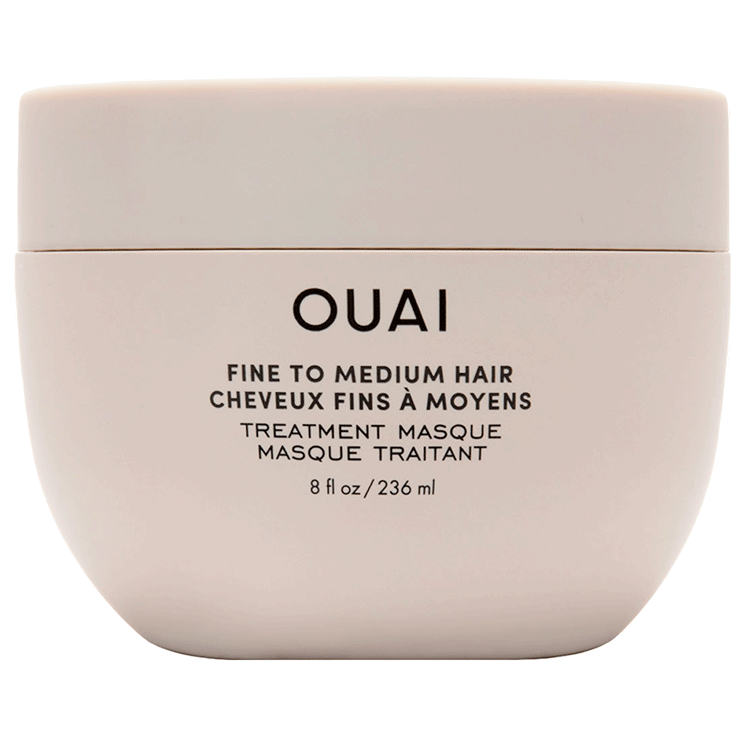 OUAI
FINE TO MEDIUM HAIR
CHEVEUX FINS À MOYENS
TREATMENT MASQUE
MASQUE TRAITANT
8 fl oz / 236 ml